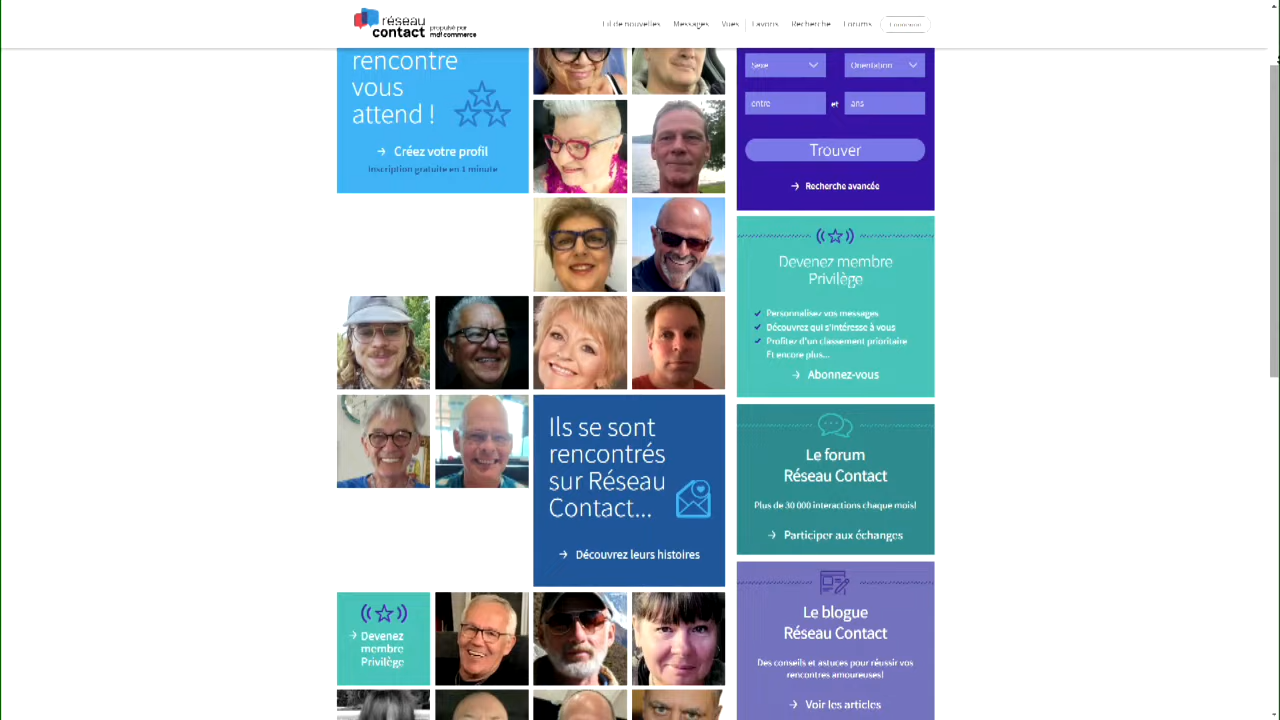 réseau
contact
propulsé par
mdf commerce
Fil de nouvelles Messages Vues Favoris Recherche Forums Connexion
rencontre
vous
attend !
Créez votre profil
Inscription gratuite en 1 minute
Sexe Orientation
entre et ans
Trouver
Recherche avancée
Devenez membre
Privilège
Personnalisez vos messages
Découvrez qui s'intéresse à vous
Profitez d'un classement prioritaire
Et encore plus...
Abonnez-vous
Ils se sont
rencontrés
sur Réseau
Contact...
Découvrez leurs histoires
Le forum
Réseau Contact
Plus de 30 000 interactions chaque mois!
Participer aux échanges
Devenez
membre
Privilège
Le blogue
Réseau Contact
Des conseils et astuces pour réussir vos
rencontres amoureuses!
Voir les articles